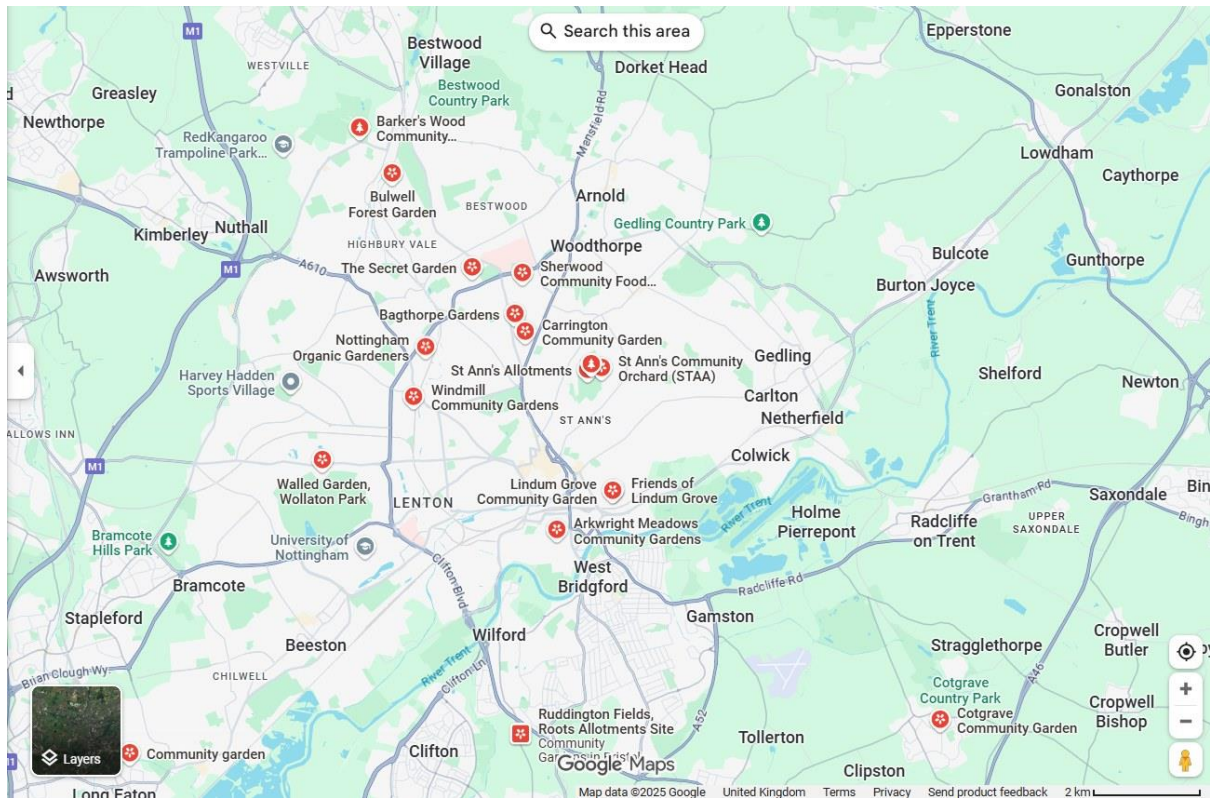 Search this area
Bestwood
Village
Epperstone
M1
WESTVILLE
Dorket Head
Greasley
Bestwood
Country Park
Gonalston
Newthorpe
Barker's Wood
Community...
Mansfield Rd
RedKangaroo
Trampoline Park...
Lowdham
Caythorpe
Bulwell
Forest Garden
BESTWOOD
Arnold
Gedling Country Park
Nuthall
Kimberley
HIGHBURY VALE
Woodthorpe
Bulcote
Gunthorpe
Awsworth
M1
A610
The Secret Garden
Sherwood
Community Food...
Burton Joyce
Bagthorpe Gardens
Carrington
Community Garden
River Trent
Nottingham
Organic Gardeners
St Ann's Allotments
St Ann's Community
Orchard (STAA)
Gedling
Shelford
Newton
Harvey Hadden
Sports Village
Windmill
Community Gardens
Carlton
Netherfield
ST ANN'S
ALLOWS INN
M1
Colwick
Walled Garden,
Wollaton Park
LENTON
Lindum Grove
Community Garden
Friends of
Lindum Grove
Grantham Rd
Saxondale
Bin
River Trent
Holme
Pierrepont
Radcliffe
on Trent
UPPER
SAXONDALE
Bingh
Arkwright Meadows
Community Gardens
Bramcote
Hills Park
University of
Nottingham
Bramcote
Clifton Blvd
West
Bridgford
Radcliffe Rd
Stapleford
Gamston
Beeston
Wilford
Stragglethorpe
Cropwell
Butler
Brian Clough Wy
CHILWELL
River Trent
Clifton Ln
A46
Cotgrave
Country Park
Cropwell
Bishop
Layers
Community garden
Ruddington Fields,
Roots Allotments Site
Community
Gardens in Bristol
A52
Cotgrave
Community Garden
Clifton
Tollerton
Google Maps
Clipston
Long Eaton
Map data ©2025 Google United Kingdom Terms Privacy Send product feedback 2 km